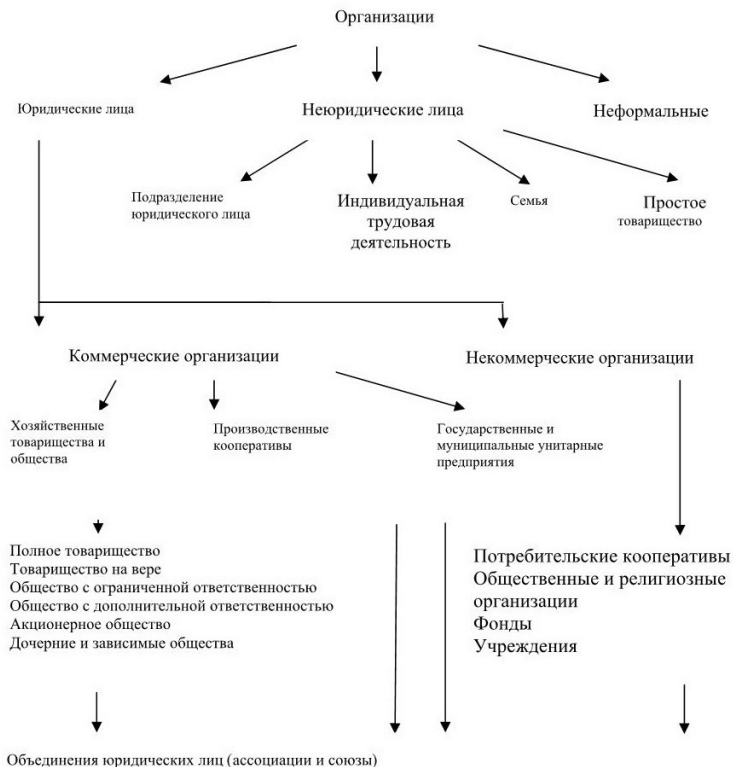 Организации
Юридические лица
Неюридические лица
Неформальные
Подразделение
юридического лица
Индивидуальная
трудовая
деятельность
Семья
Простое
товарищество
Коммерческие организации
Некоммерческие организации
Хозяйственные
товарищества и
общества
Производственные
кооперативы
Государственные и
муниципальные унитарные
предприятия
Полное товарищество
Товарищество на вере
Общество с ограниченной ответственностью
Общество с дополнительной ответственностью
Акционерное общество
Дочерние и зависимые общества
Потребительские кооперативы
Общественные и религиозные
организации
Фонды
Учреждения
Объединения юридических лиц (ассоциации и союзы)